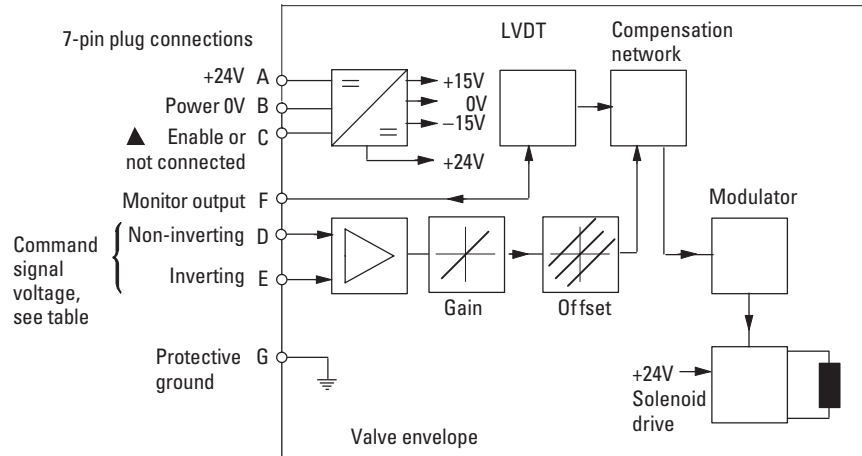 7-pin plug connections
+24V A
Power 0V B
▲ Enable or C
not connected
Monitor output F
Command
signal
voltage,
see table
Non-inverting D
Inverting E
Protective G
ground
+15V
0V
–15V
+24V
LVDT
Compensation
network
Modulator
Gain
Offset
+24V
Solenoid
drive
Valve envelope